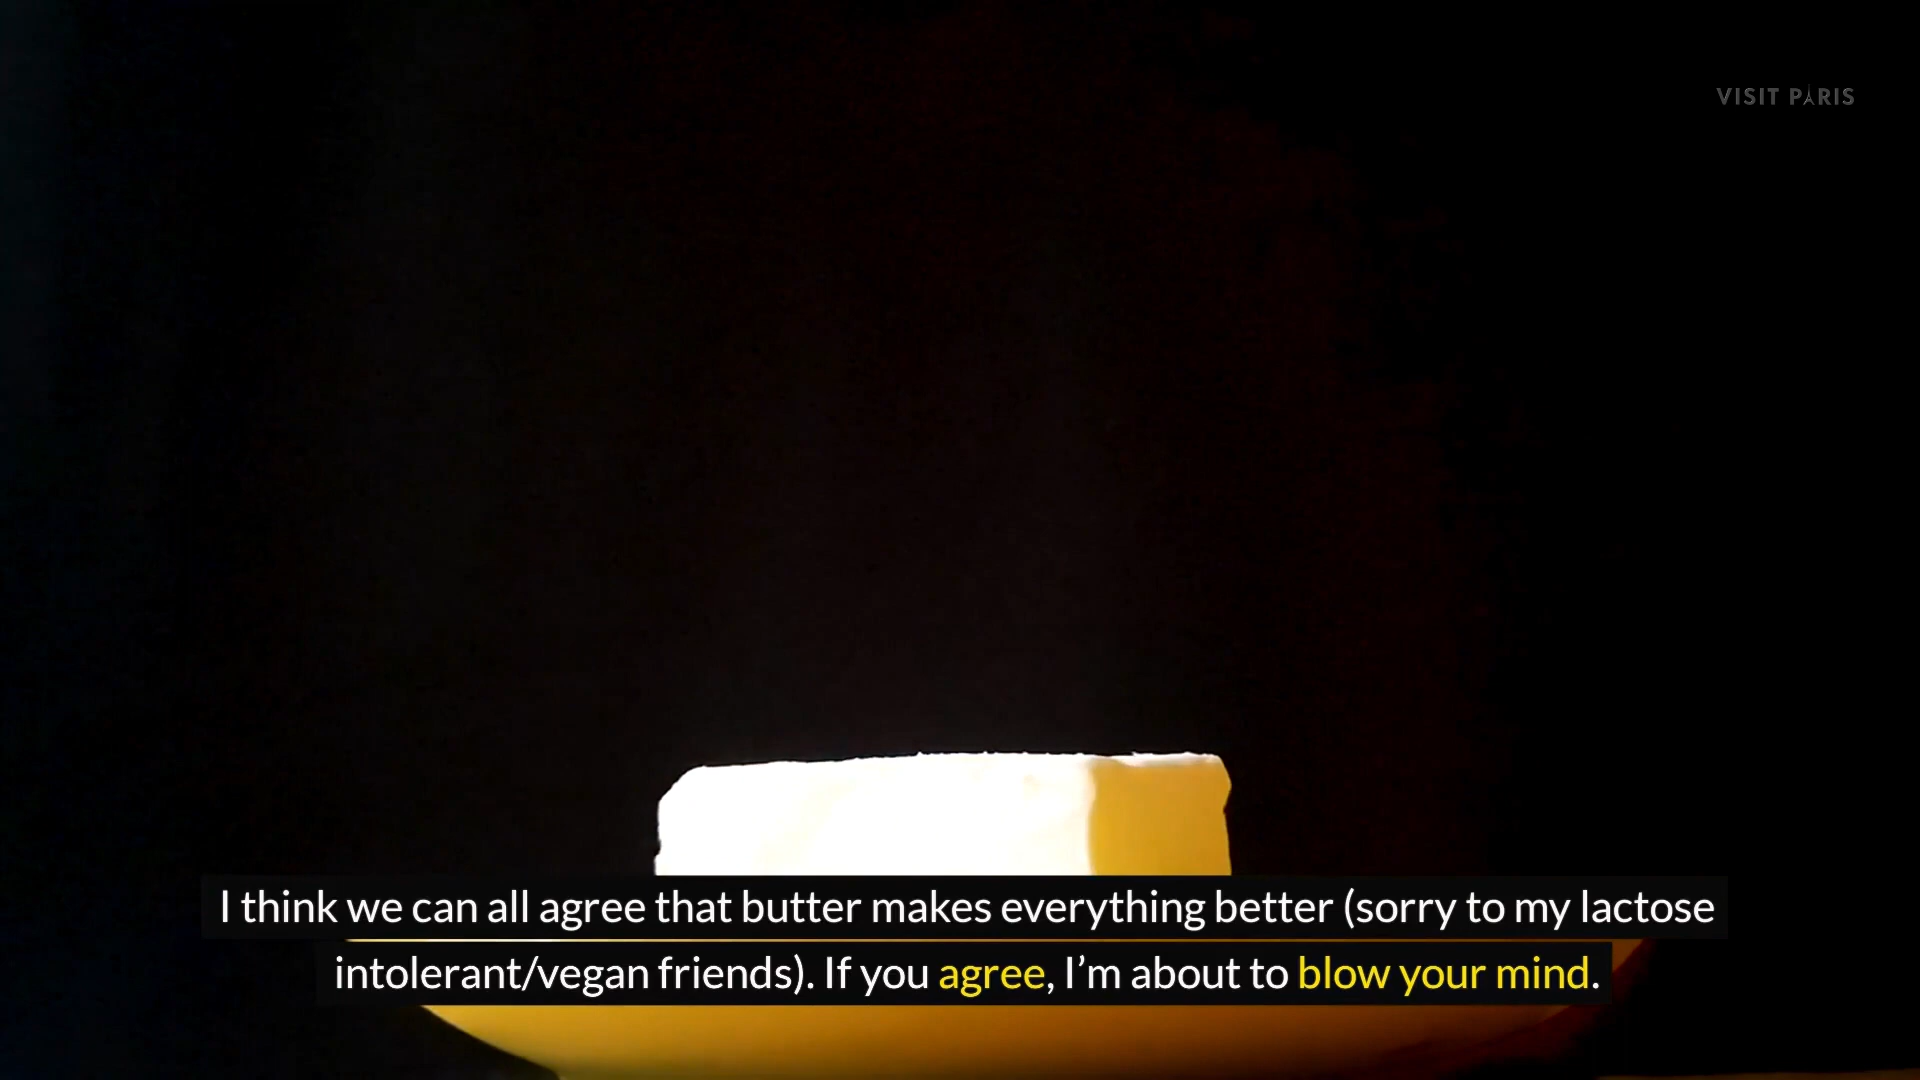 VISIT PARIS
I think we can all agree that butter makes everything better (sorry to my lactose
intolerant/vegan friends). If you agree, I’m about to blow your mind.